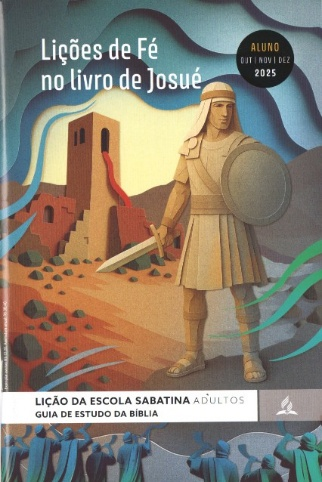 Lições de Fé
no livro de Josué
ALUNO
OUT | NOV | DEZ
2025
LIÇÃO DA ESCOLA SABATINA ADULTOS
GUIA DE ESTUDO DA BÍBLIA